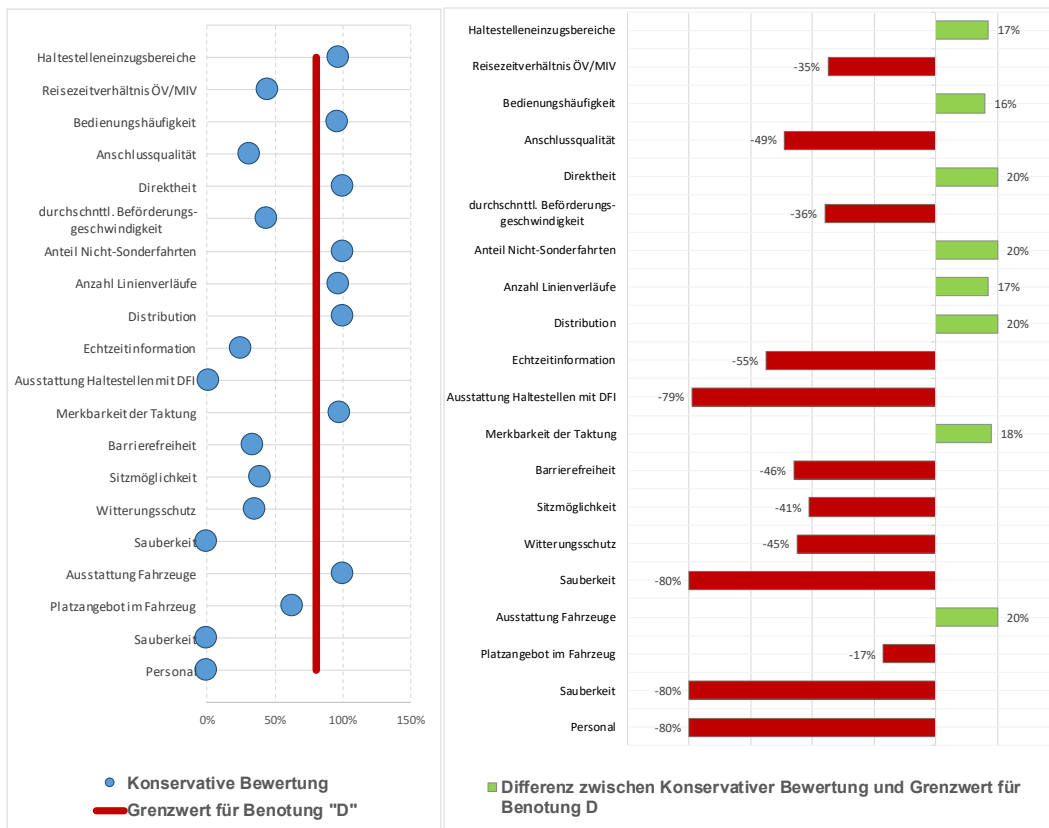 Haltestelleneinzugsbereiche
Reisezeitverhältnis ÖV/MIV
Bedienungshäufigkeit
Anschlussqualität
Direktheit
durchschnttl. Beförderungs-
geschwindigkeit
Anteil Nicht-Sonderfahrten
Anzahl Linienverläufe
Distribution
Echtzeitinformation
Ausstattung Haltestellen mit DFI
Merkbarkeit der Taktung
Barrierefreiheit
Sitzmöglichkeit
Witterungsschutz
Sauberkeit
Ausstattung Fahrzeuge
Platzangebot im Fahrzeug
Sauberkeit
Personal
0% 50% 100% 150%
Konservative Bewertung
Grenzwert für Benotung "D"
Haltestelleneinzugsbereiche 17%
Reisezeitverhältnis ÖV/MIV -35%
Bedienungshäufigkeit 16%
Anschlussqualität -49%
Direktheit 20%
durchschnttl. Beförderungs-
geschwindigkeit -36%
Anteil Nicht-Sonderfahrten 20%
Anzahl Linienverläufe 17%
Distribution 20%
Echtzeitinformation -55%
Ausstattung Haltestellen mit DFI -79%
Merkbarkeit der Taktung 18%
Barrierefreiheit -46%
Sitzmöglichkeit -41%
Witterungsschutz -45%
Sauberkeit -80%
Ausstattung Fahrzeuge 20%
Platzangebot im Fahrzeug -17%
Sauberkeit -80%
Personal -80%
Differenz zwischen Konservativer Bewertung und Grenzwert für
Benotung D